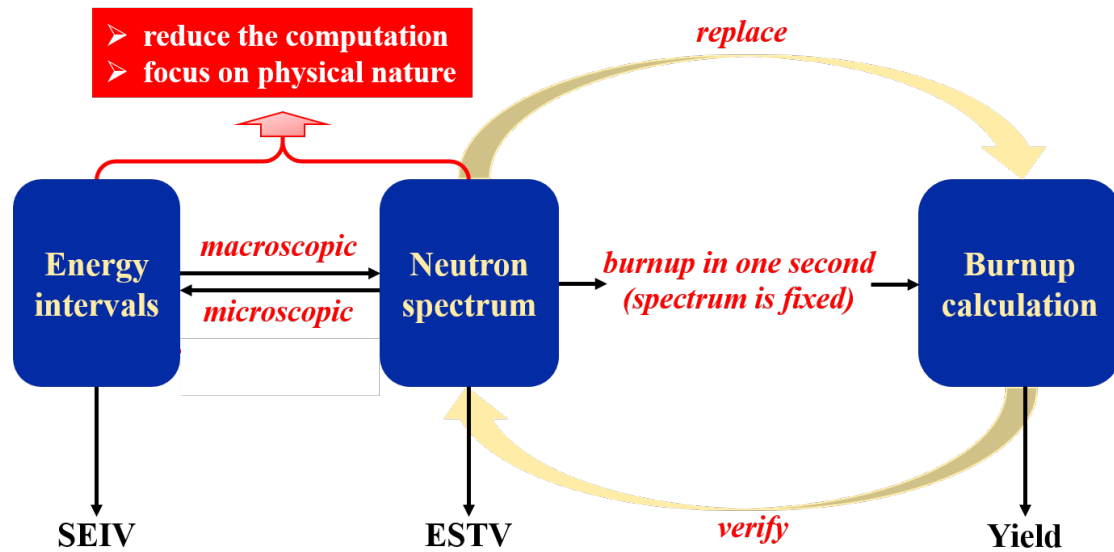 ➢ reduce the computation
➢ focus on physical nature
replace
Energy
intervals
macroscopic
microscopic
Neutron
spectrum
burnup in one second
(spectrum is fixed)
Burnup
calculation
SEIV
ESTV
verify
Yield